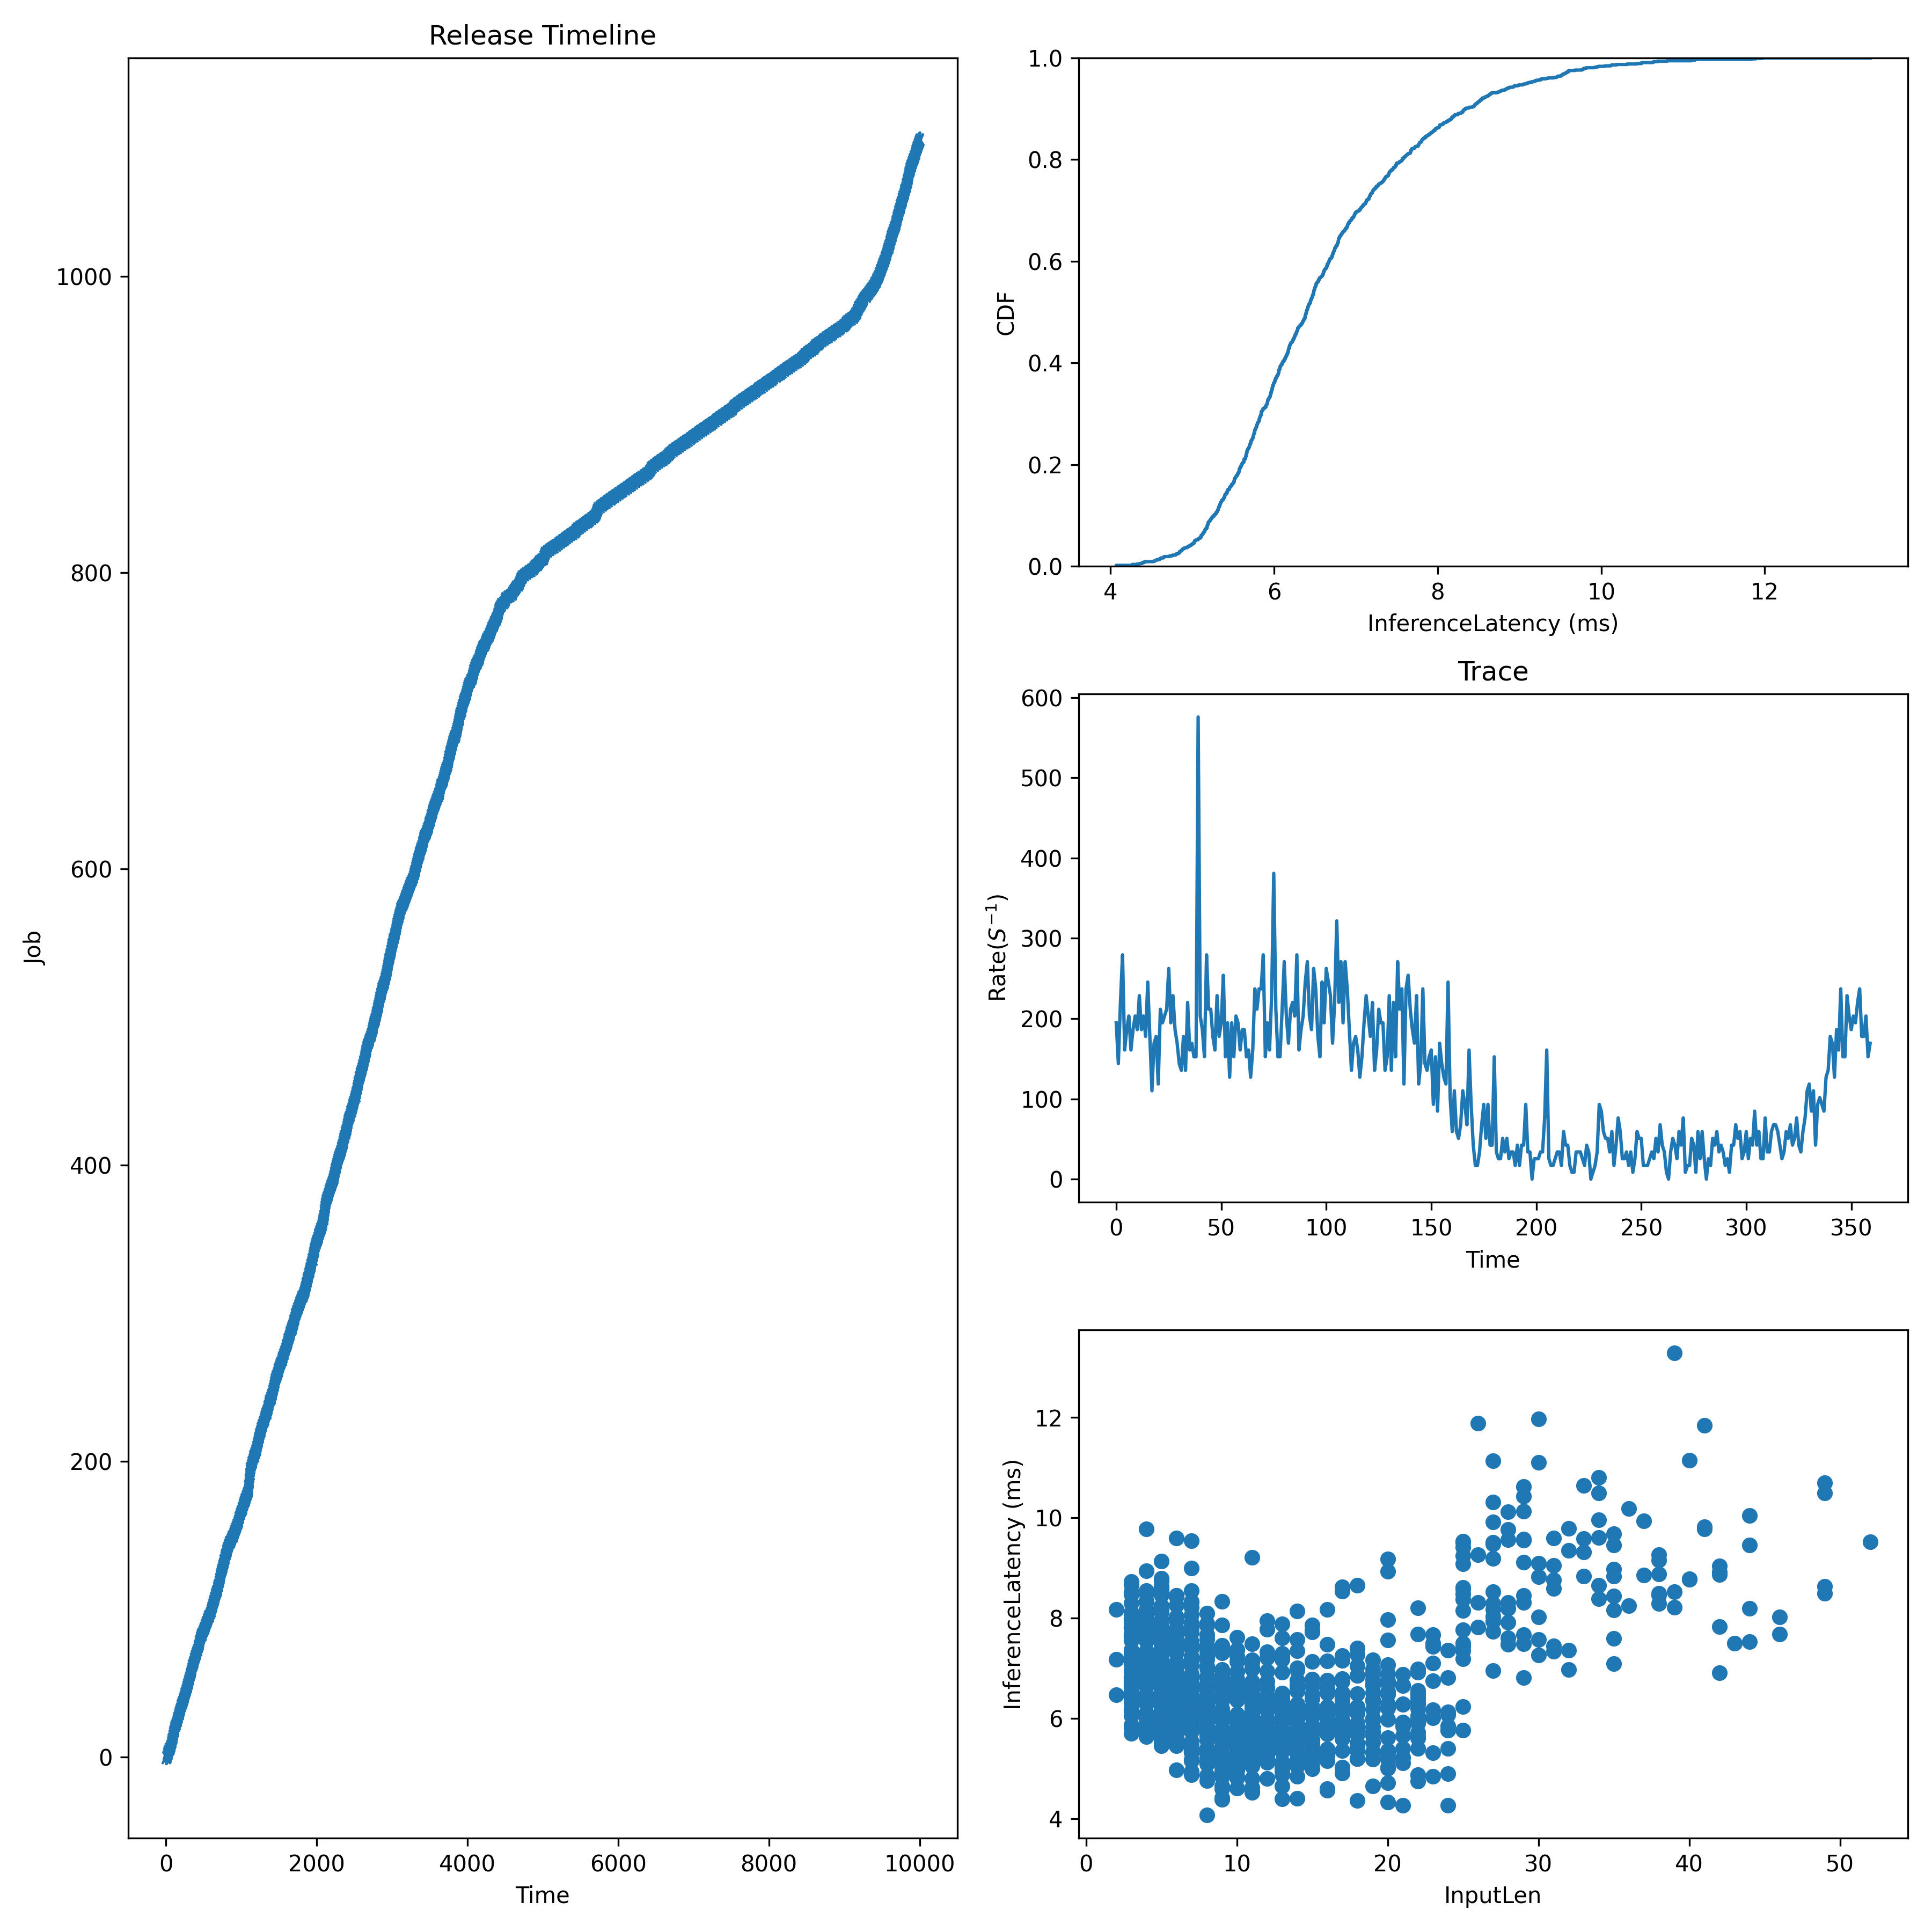 Release Timeline
Job
1000
800
600
400
200
0
0 2000 4000 6000 8000 10000
Time
CDF
1.0
0.8
0.6
0.4
0.2
0.0
4 6 8 10 12
InferenceLatency (ms)
Trace
Rate(S⁻¹)
600
500
400
300
200
100
0
0 50 100 150 200 250 300 350
Time
InferenceLatency (ms)
12
10
8
6
4
0 10 20 30 40 50
InputLen